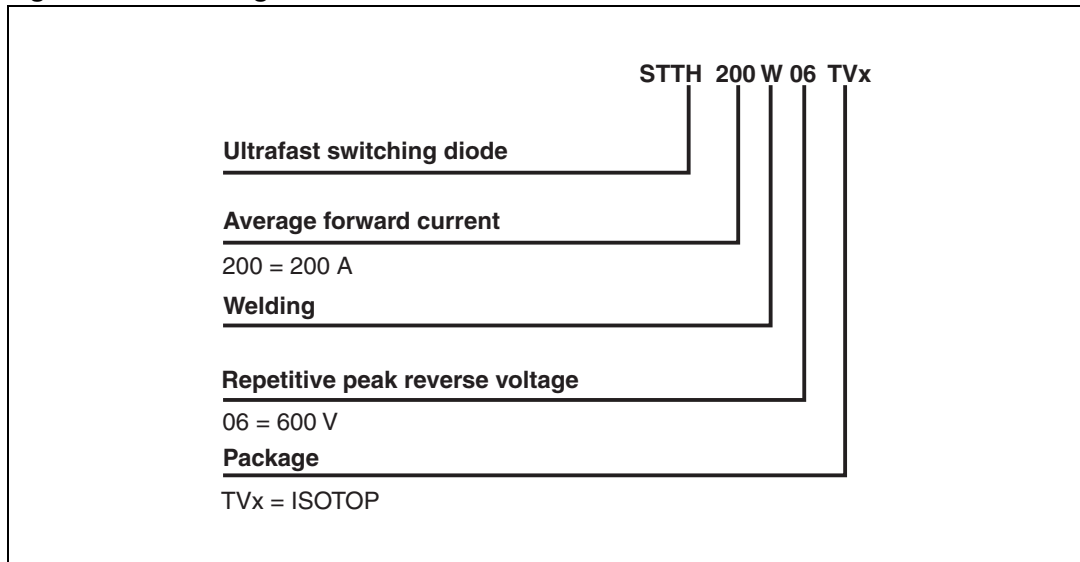 STTH 200 W 06 TVx
Ultrafast switching diode
Average forward current
200 = 200 A
Welding
Repetitive peak reverse voltage
06 = 600 V
Package
TVx = ISOTOP